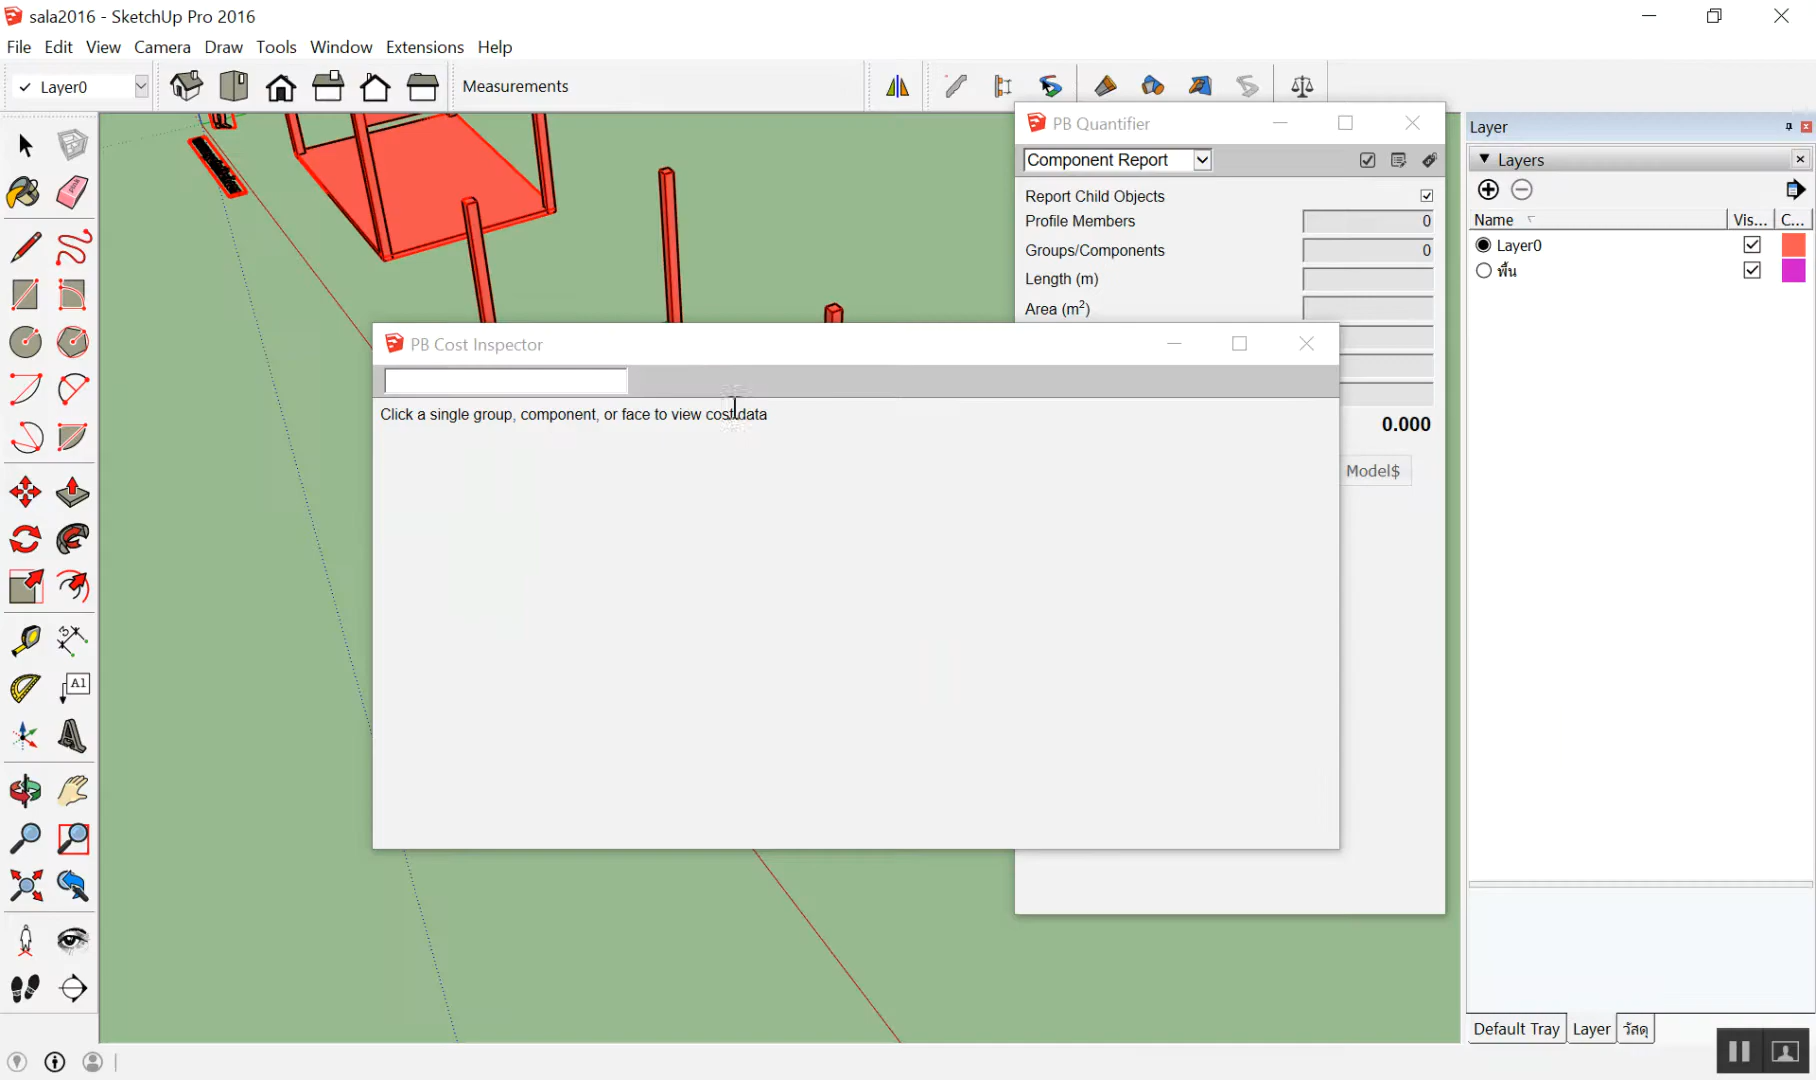 sala2016 - SketchUp Pro 2016
File Edit View Camera Draw Tools Window Extensions Help
Layer0
Measurements
PB Quantifier
Component Report
Report Child Objects
Profile Members 0
Groups/Components 0
Length (m)
Area (m²)
0.000
Model$
PB Cost Inspector
Click a single group, component, or face to view cost data
Layer
Layers
Name Vis... C...
Layer0
พื้น
A1
Default Tray Layer วัสดุ